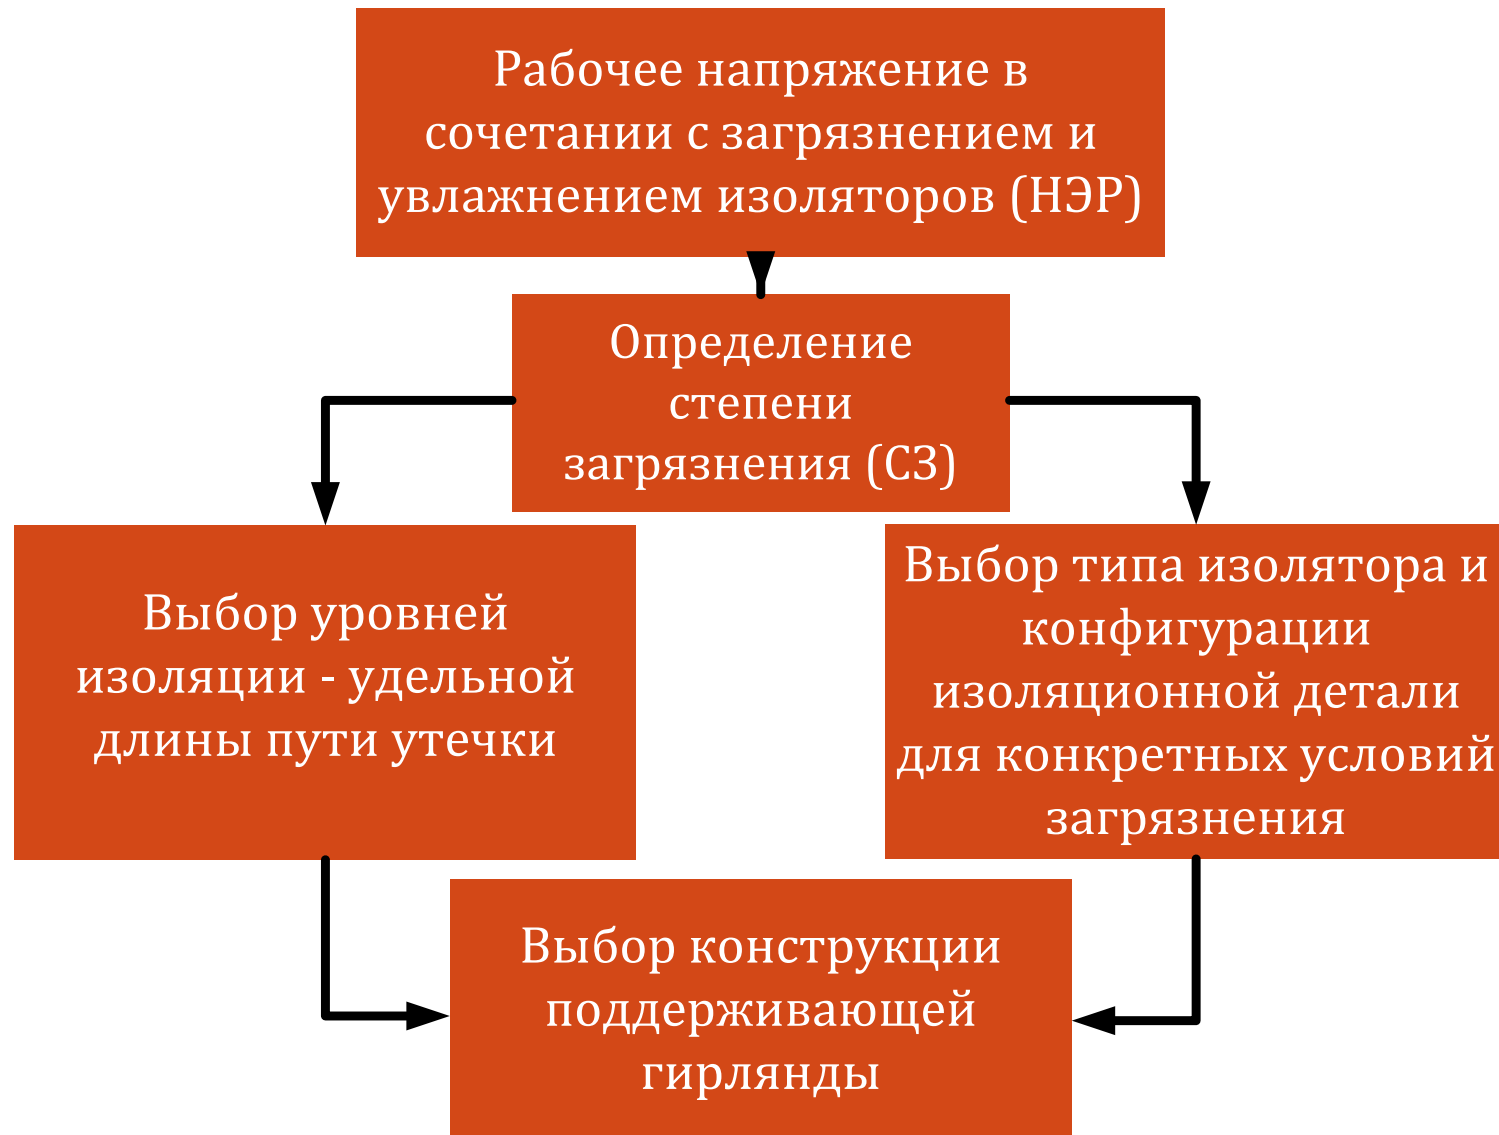 Рабочее напряжение в
сочетании с загрязнением и
увлажнением изоляторов (НЭР)
Определение
степени
загрязнения (СЗ)
Выбор уровней
изоляции - удельной
длины пути утечки
Выбор типа изолятора и
конфигурации
изоляционной детали
для конкретных условий
загрязнения
Выбор конструкции
поддерживающей
гирлянды